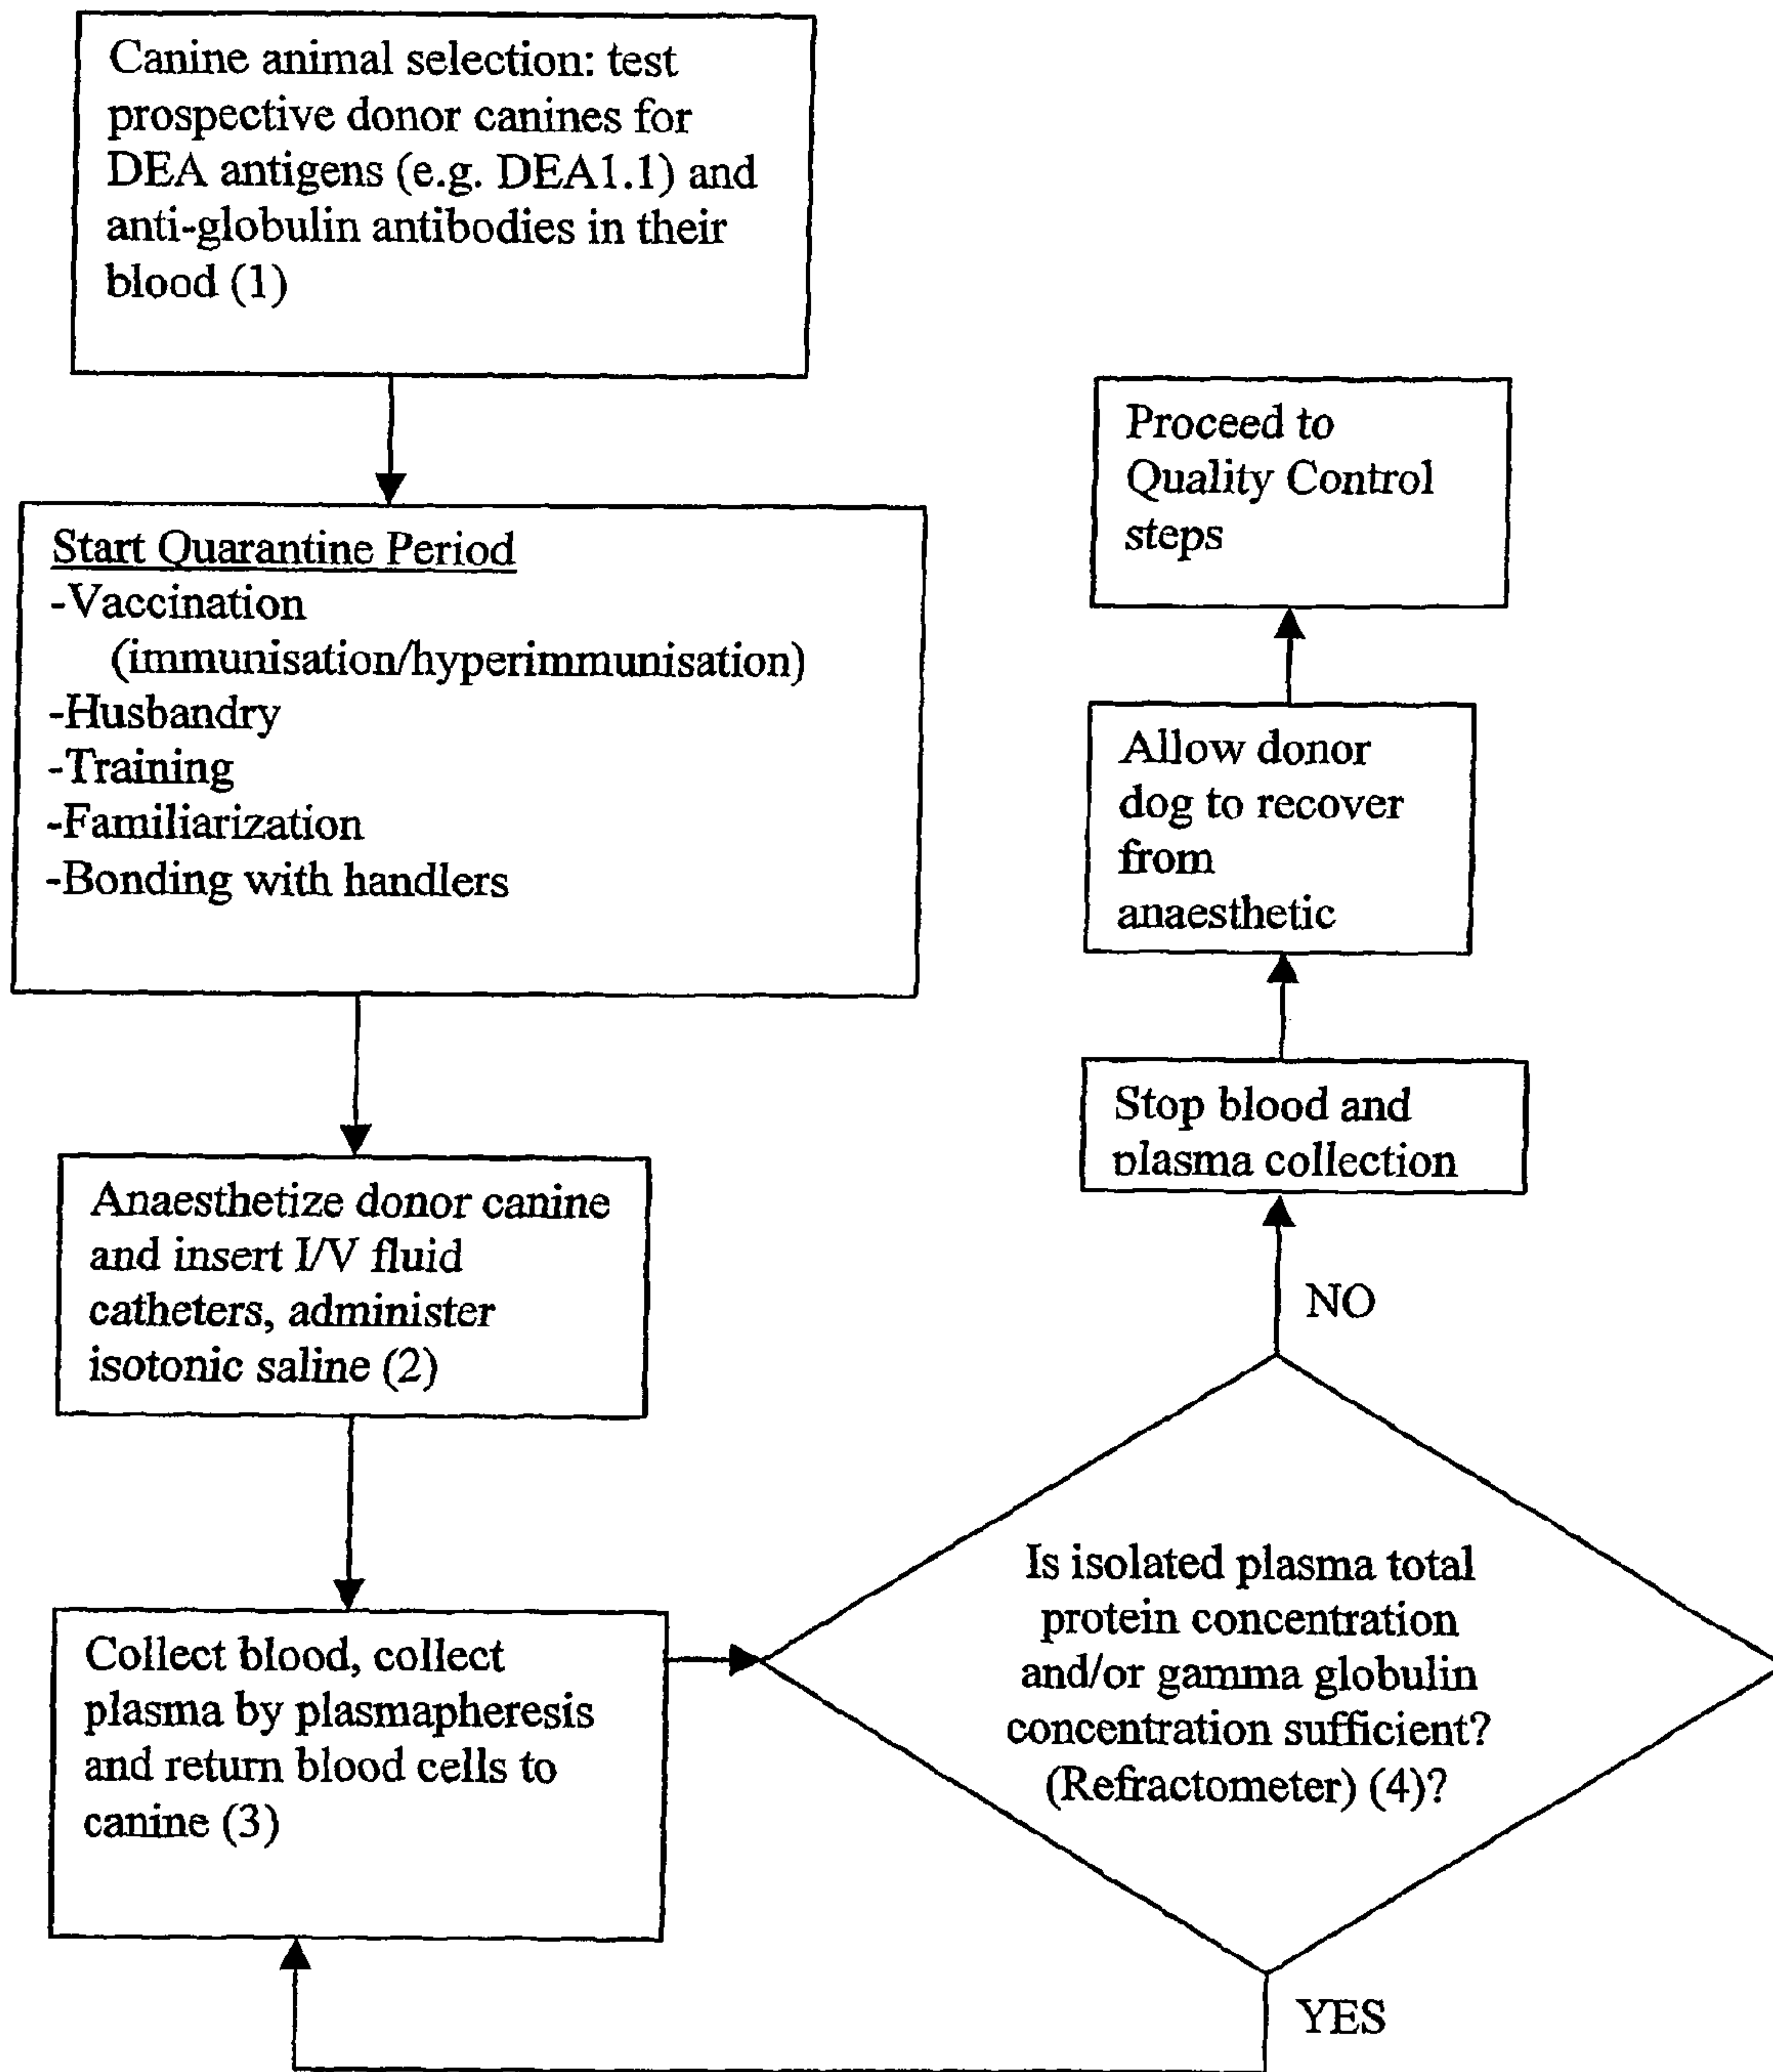 Canine animal selection: test
prospective donor canines for
DEA antigens (e.g. DEA1.1) and
anti-globulin antibodies in their
blood (1)
Start Quarantine Period
-Vaccination
(immunisation/hyperimmunisation)
-Husbandry
-Training
-Familiarization
-Bonding with handlers
Anaesthetize donor canine
and insert I/V fluid
catheters, administer
isotonic saline (2)
Collect blood, collect
plasma by plasmapheresis
and return blood cells to
canine (3)
Is isolated plasma total
protein concentration
and/or gamma globulin
concentration sufficient?
(Refractometer) (4)?
YES
NO
Stop blood and
plasma collection
Allow donor
dog to recover
from
anaesthetic
Proceed to
Quality Control
steps